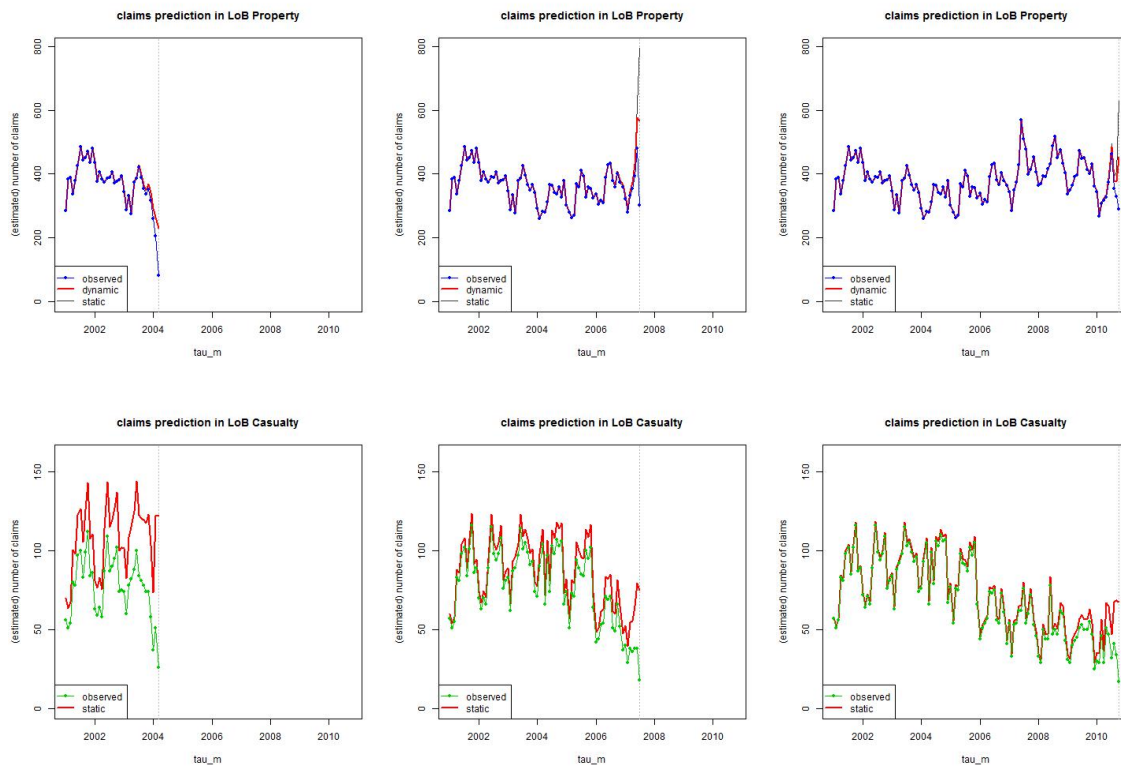 claims prediction in LoB Property
(estimated) number of claims
0
200
400
600
800
observed
dynamic
static
2002
2004
2006
2008
2010
tau_m
claims prediction in LoB Property
(estimated) number of claims
0
200
400
600
800
observed
dynamic
static
2002
2004
2006
2008
2010
tau_m
claims prediction in LoB Property
(estimated) number of claims
0
200
400
600
800
observed
dynamic
static
2002
2004
2006
2008
2010
tau_m
claims prediction in LoB Casualty
(estimated) number of claims
0
50
100
150
observed
static
2002
2004
2006
2008
2010
tau_m
claims prediction in LoB Casualty
(estimated) number of claims
0
50
100
150
observed
static
2002
2004
2006
2008
2010
tau_m
claims prediction in LoB Casualty
(estimated) number of claims
0
50
100
150
observed
static
2002
2004
2006
2008
2010
tau_m